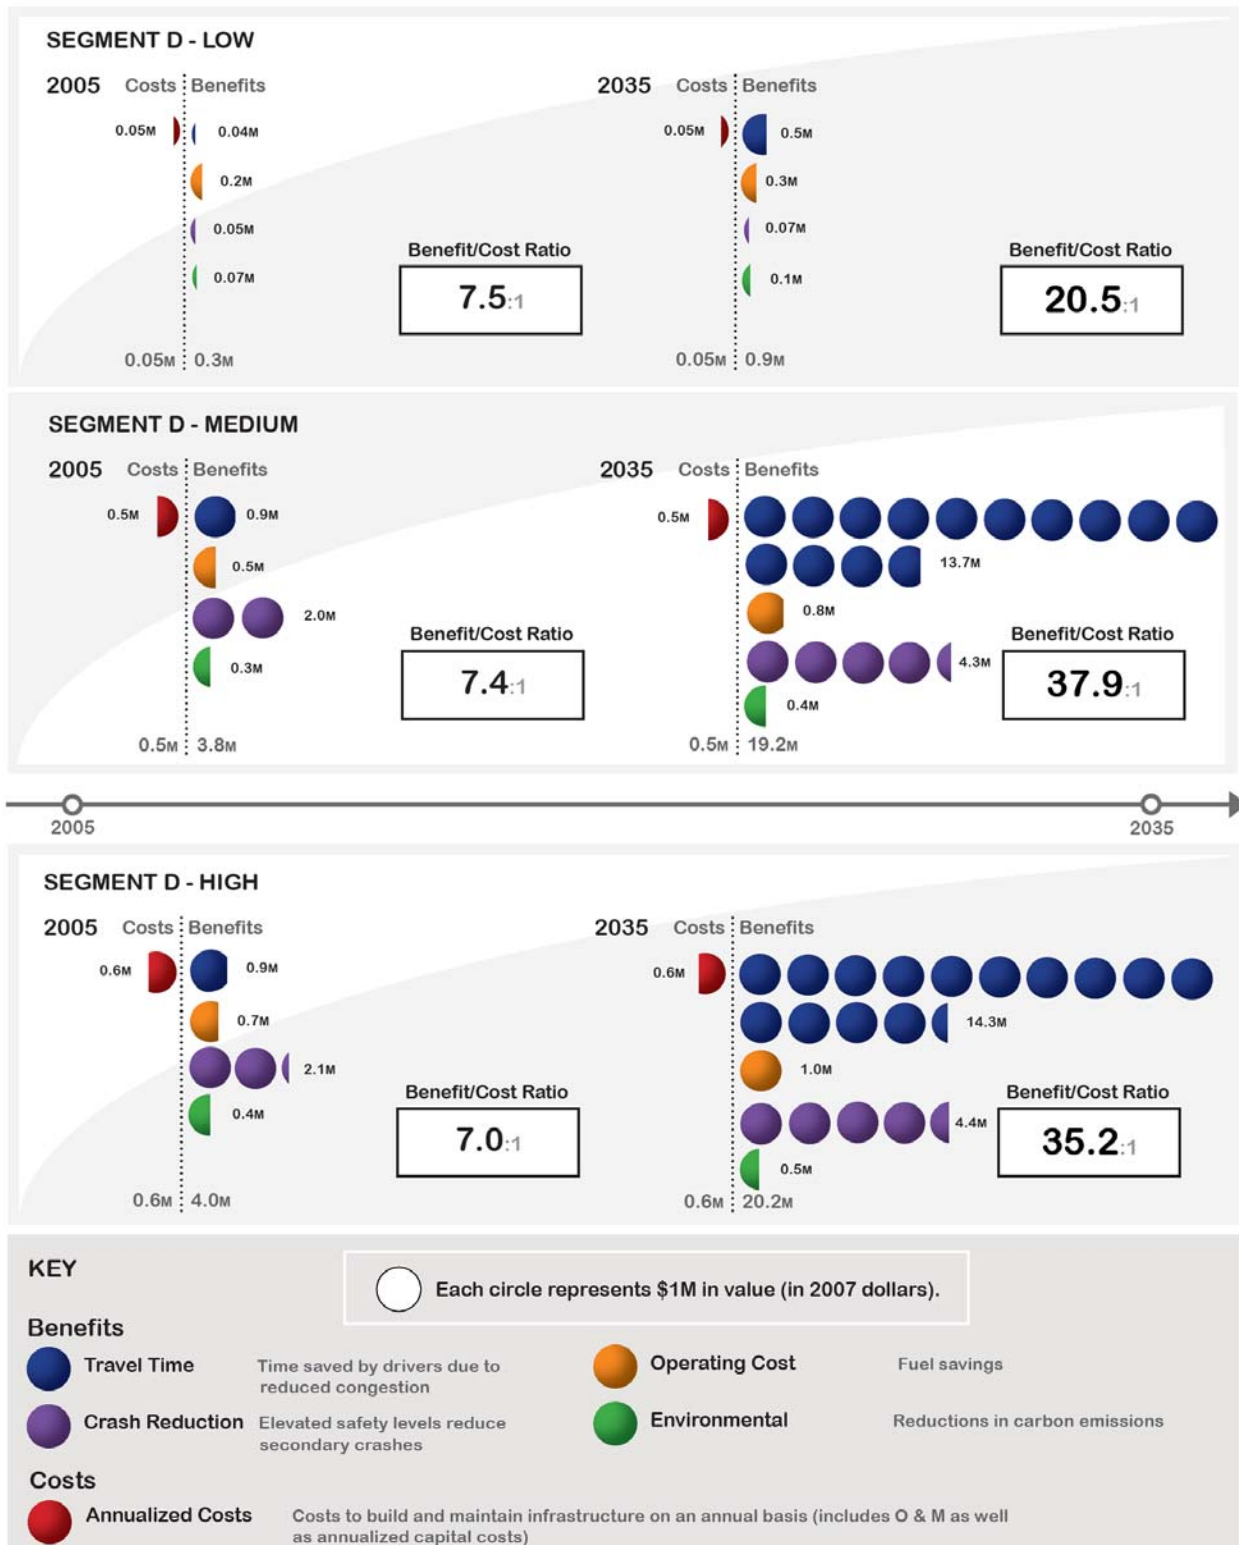 SEGMENT D - LOW
2005 Costs Benefits
0.05M 0.04M
0.2M
0.05M
0.07M
Benefit/Cost Ratio
7.5:1
0.05M 0.3M
2035 Costs Benefits
0.05M 0.5M
0.3M
0.07M
0.1M
Benefit/Cost Ratio
20.5:1
0.05M 0.9M
SEGMENT D - MEDIUM
2005 Costs Benefits
0.5M 0.9M
0.5M
2.0M
0.3M
Benefit/Cost Ratio
7.4:1
0.5M 3.8M
2035 Costs Benefits
0.5M
13.7M
0.8M
4.3M
0.4M
Benefit/Cost Ratio
37.9:1
0.5M 19.2M
2005 2035
SEGMENT D - HIGH
2005 Costs Benefits
0.6M 0.9M
0.7M
2.1M
0.4M
Benefit/Cost Ratio
7.0:1
0.6M 4.0M
2035 Costs Benefits
0.6M
14.3M
1.0M
4.4M
0.5M
Benefit/Cost Ratio
35.2:1
0.6M 20.2M
KEY
Each circle represents $1M in value (in 2007 dollars).
Benefits
Travel Time Time saved by drivers due to
reduced congestion
Operating Cost Fuel savings
Crash Reduction Elevated safety levels reduce
secondary crashes
Environmental Reductions in carbon emissions
Costs
Annualized Costs Costs to build and maintain infrastructure on an annual basis (includes O & M as well
as annualized capital costs)